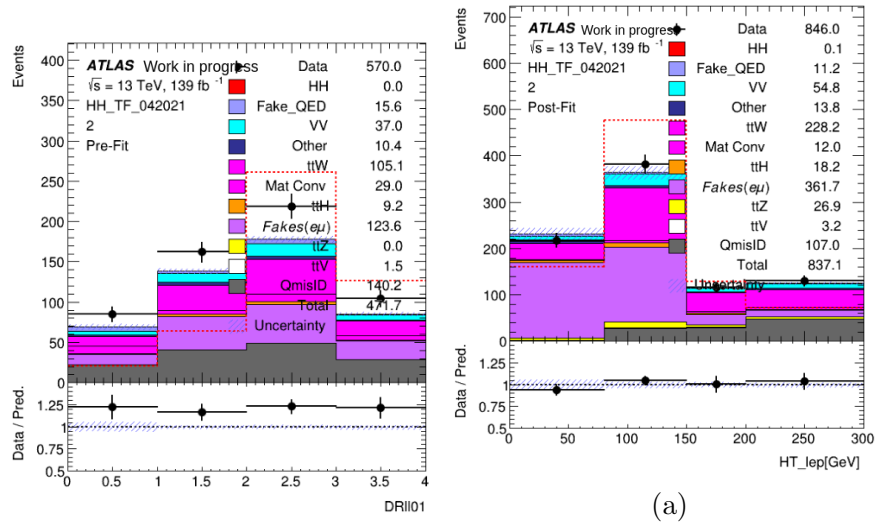 Events
ATLAS Work in progress
√s = 13 TeV, 139 fb⁻¹
HH_TF_042021
2
Pre-Fit
Data 570.0
HH 0.0
Fake_QED 15.6
VV 37.0
Other 10.4
ttW 105.1
Mat Conv 29.0
ttH 9.2
Fakes(eμ) 123.6
ttZ 0.0
ttV 1.5
QmisID 140.2
Total 471.7
Uncertainty
400
350
300
250
200
150
100
50
0
Data / Pred.
1.25
1
0.75
0.5
0 0.5 1 1.5 2 2.5 3 3.5 4
DRll01
Events
ATLAS Work in progress
√s = 13 TeV, 139 fb⁻¹
HH_TF_042021
2
Post-Fit
Data 846.0
HH 0.1
Fake_QED 11.2
VV 54.8
Other 13.8
ttW 228.2
Mat Conv 12.0
ttH 18.2
Fakes(eμ) 361.7
ttZ 26.9
ttV 3.2
QmisID 107.0
Total 837.1
Uncertainty
700
600
500
400
300
200
100
0
Data / Pred.
1.25
1
0.75
0.5
0 50 100 150 200 250 300
HT_lep[GeV]
(a)